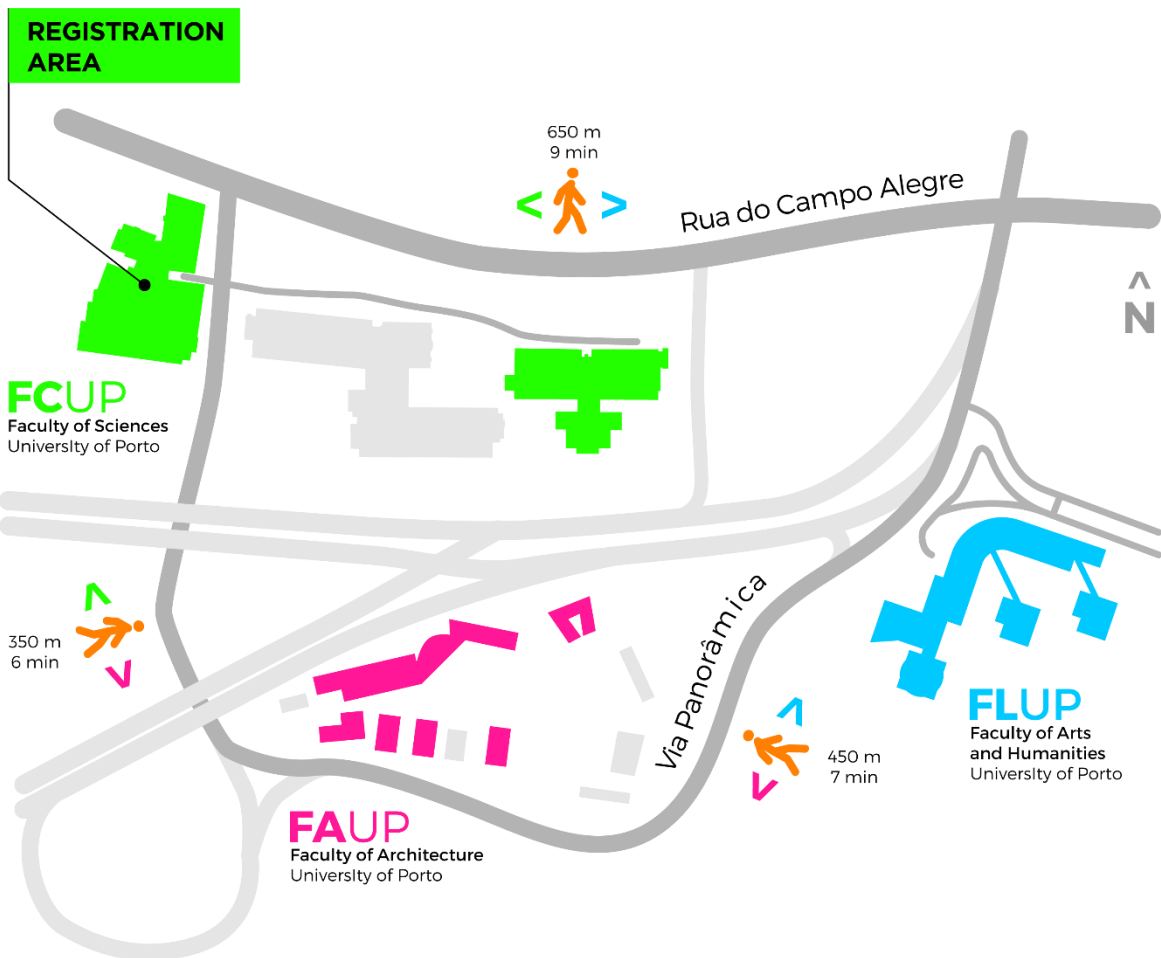 REGISTRATION
AREA
650 m
9 min
< >
Rua do Campo Alegre
^
N
FCUP
Faculty of Sciences
University of Porto
350 m
6 min
< >
Via Panorâmica
FLUP
Faculty of Arts
and Humanities
University of Porto
450 m
7 min
< >
FAUP
Faculty of Architecture
University of Porto